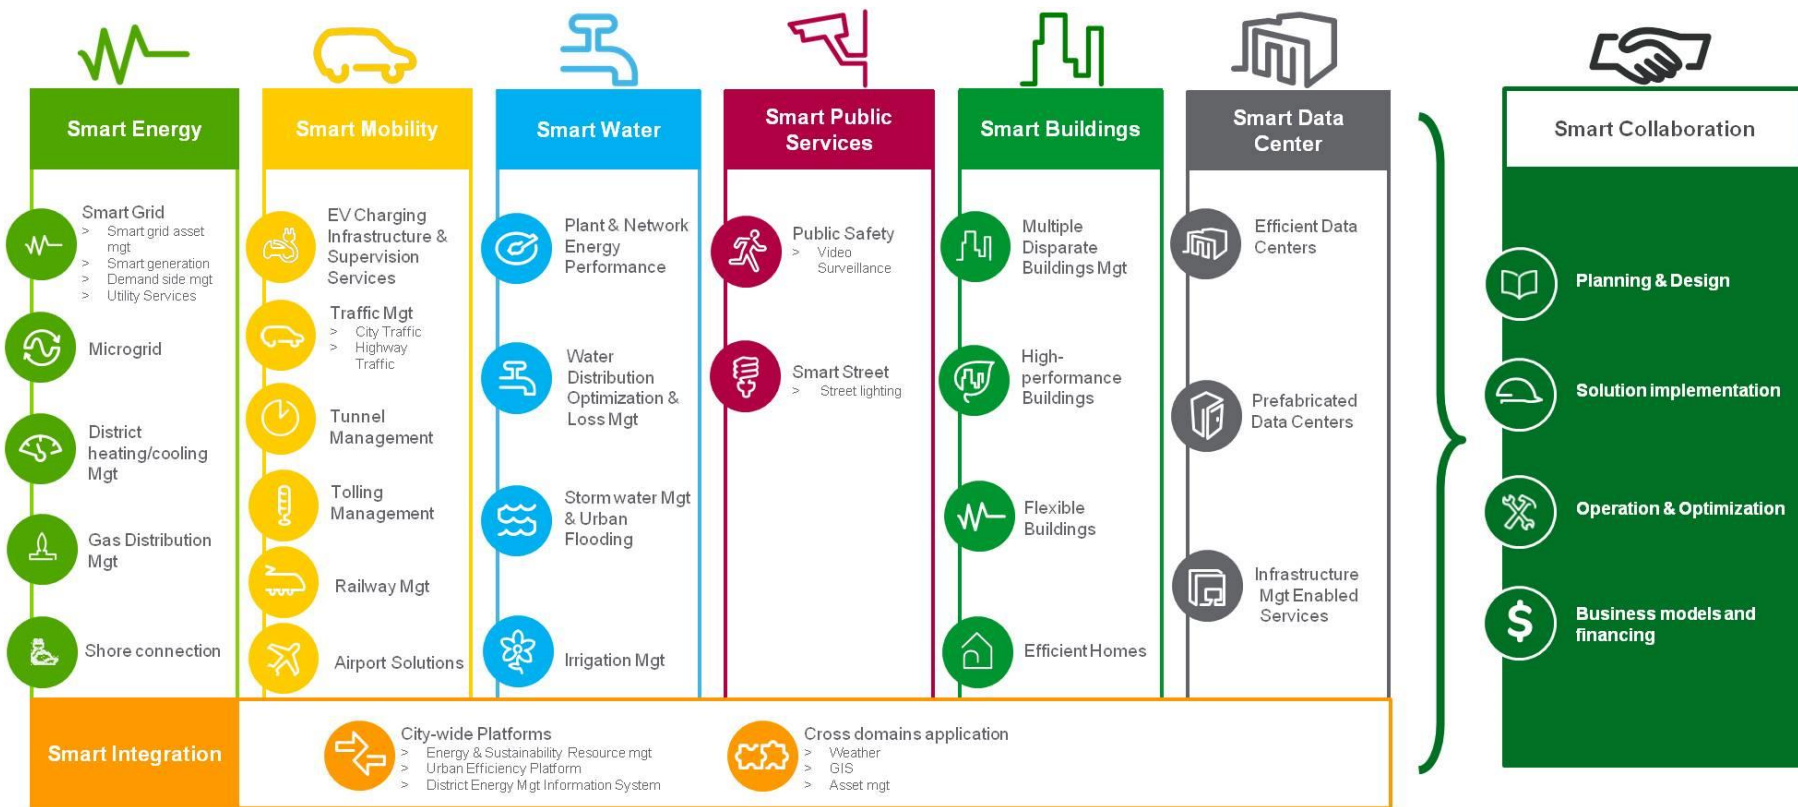 Smart Energy
Smart Grid
> Smart grid asset
mgt
> Smart generation
> Demand side mgt
> Utility Services
Microgrid
District
heating/cooling
Mgt
Gas Distribution
Mgt
Shore connection
Smart Mobility
EV Charging
Infrastructure &
Supervision
Services
Traffic Mgt
> City Traffic
> Highway
Traffic
Tunnel
Management
Tolling
Management
Railway Mgt
Airport Solutions
Smart Water
Plant & Network
Energy
Performance
Water
Distribution
Optimization &
Loss Mgt
Storm water Mgt
& Urban
Flooding
Irrigation Mgt
Smart Public
Services
Public Safety
> Video
Surveillance
Smart Street
> Street lighting
Smart Buildings
Multiple
Disparate
Buildings Mgt
High-
performance
Buildings
Flexible
Buildings
Efficient Homes
Smart Data
Center
Efficient Data
Centers
Prefabricated
Data Centers
Infrastructure
Mgt Enabled
Services
Smart Integration
City-wide Platforms
> Energy & Sustainability Resource mgt
> Urban Efficiency Platform
> District Energy Mgt Information System
Cross domains application
> Weather
> GIS
> Asset mgt
Smart Collaboration
Planning & Design
Solution implementation
Operation & Optimization
$
Business models and
financing